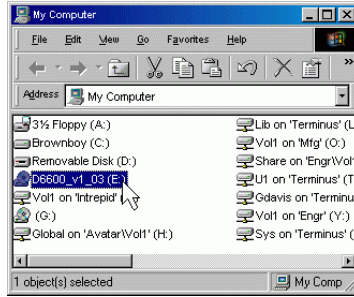 My Computer
File Edit View Go Favorites Help
»
Address My Computer
3½ Floppy (A:)
Brownboy (C:)
Removable Disk (D:)
D6600_v1_03 (E:)
Vol1 on 'Intrepid'
(G:)
Global on 'Avatar\Vol1' (H:)
Lib on 'Terminus' (L
Vol1 on 'Mfg' (O:)
Share on 'Engr\Vol1
U1 on 'Terminus' (T
Gdavis on 'Terminu
Vol1 on 'Engr' (Y:)
Sys on 'Terminus' (
1 object(s) selected
My Comp